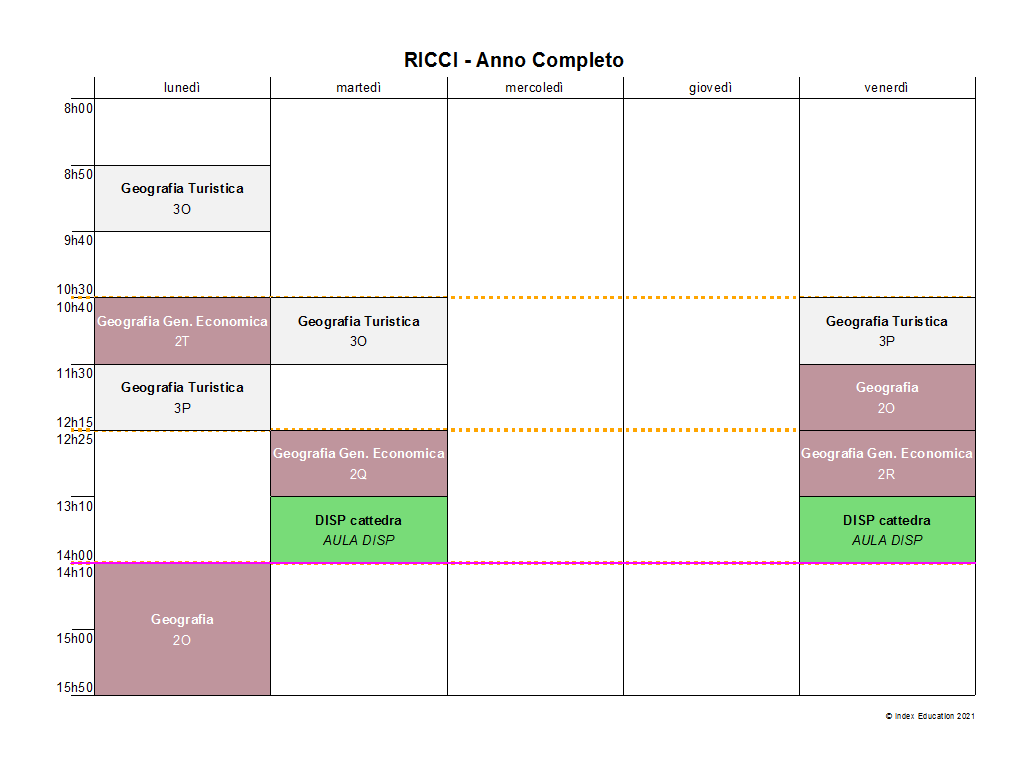 RICCI - Anno Completo
lunedì martedì mercoledì giovedì venerdì
8h00
8h50
Geografia Turistica
3O
9h40
10h30
10h40
Geografia Gen. Economica Geografia Turistica Geografia Turistica
2T 3O 3P
11h30
Geografia Turistica Geografia
3P 2O
12h15
12h25
Geografia Gen. Economica Geografia Gen. Economica
2Q 2R
13h10
DISP cattedra DISP cattedra
AULA DISP AULA DISP
14h00
14h10
Geografia
15h00 2O
15h50
© Index Education 2021